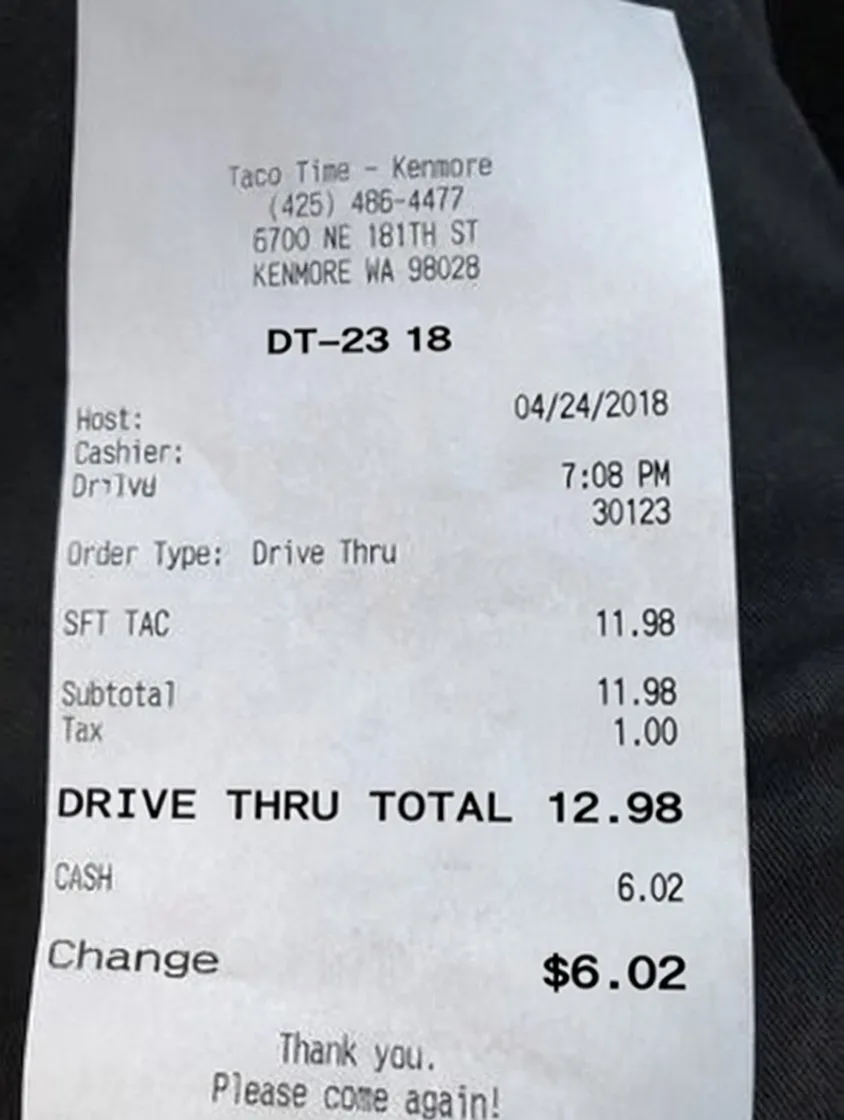 Taco Time - Kenmore
(425) 486-4477
6700 NE 181TH ST
KENMORE WA 98028
DT-23 18
Host: 04/24/2018
Cashier:
7:08 PM
30123
Order Type: Drive Thru
SFT TAC 11.98
Subtotal 11.98
Tax 1.00
DRIVE THRU TOTAL 12.98
CASH 6.02
Change $6.02
Thank you.
Please come again!